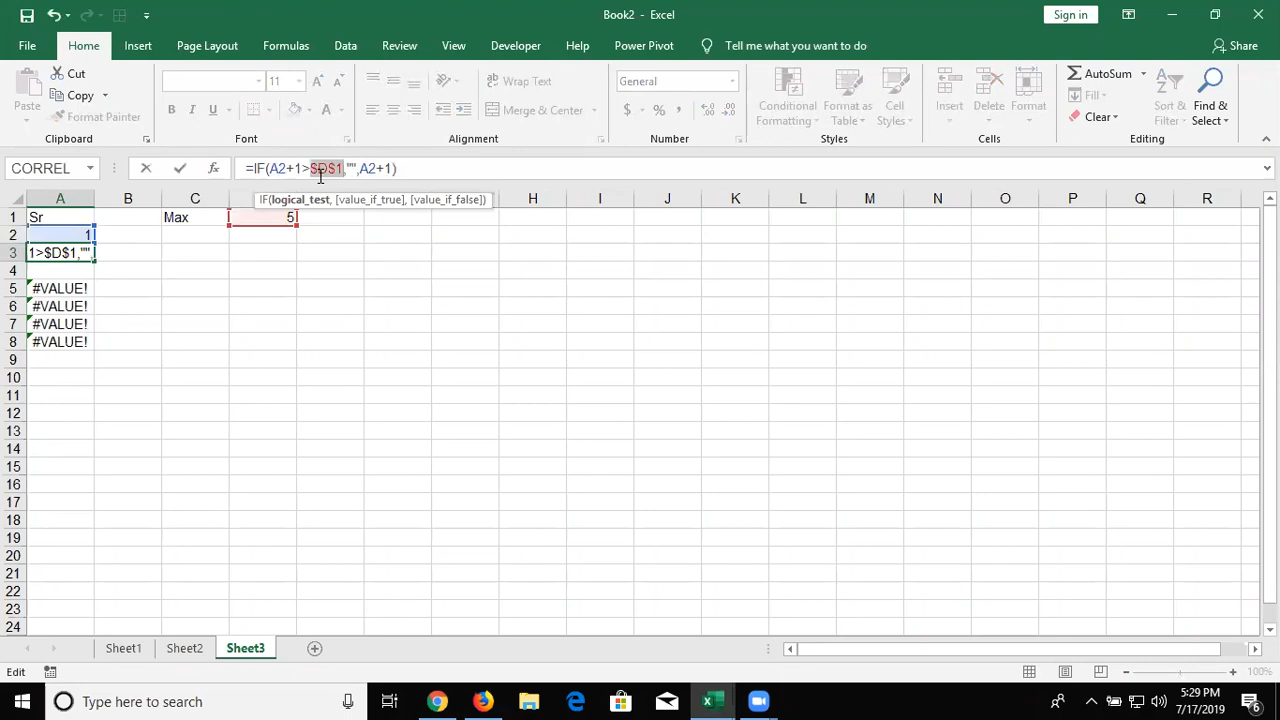 Book2 - Excel
Sign in
File Home Insert Page Layout Formulas Data Review View Developer Help Power Pivot Tell me what you want to do Share
Paste
Cut
Copy
Format Painter
Clipboard
11
B I U
Font
Wrap Text
Merge & Center
Alignment
General
$ % ,
Number
Conditional Formatting
Format as Table
Cell Styles
Styles
Insert
Delete
Format
Cells
AutoSum
Fill
Clear
Sort & Filter
Find & Select
Editing
CORREL
=IF(A2+1>$D$1,"",A2+1)
IF(logical_test, [value_if_true], [value_if_false])
A B C H I J K L M N O P Q R
1 Sr Max 5
2 1
3 1>$D$1,"",
4
5 #VALUE!
6 #VALUE!
7 #VALUE!
8 #VALUE!
9
10
11
12
13
14
15
16
17
18
19
20
21
22
23
24
Sheet1 Sheet2 Sheet3
Edit
100%
Type here to search
5:29 PM
7/17/2019